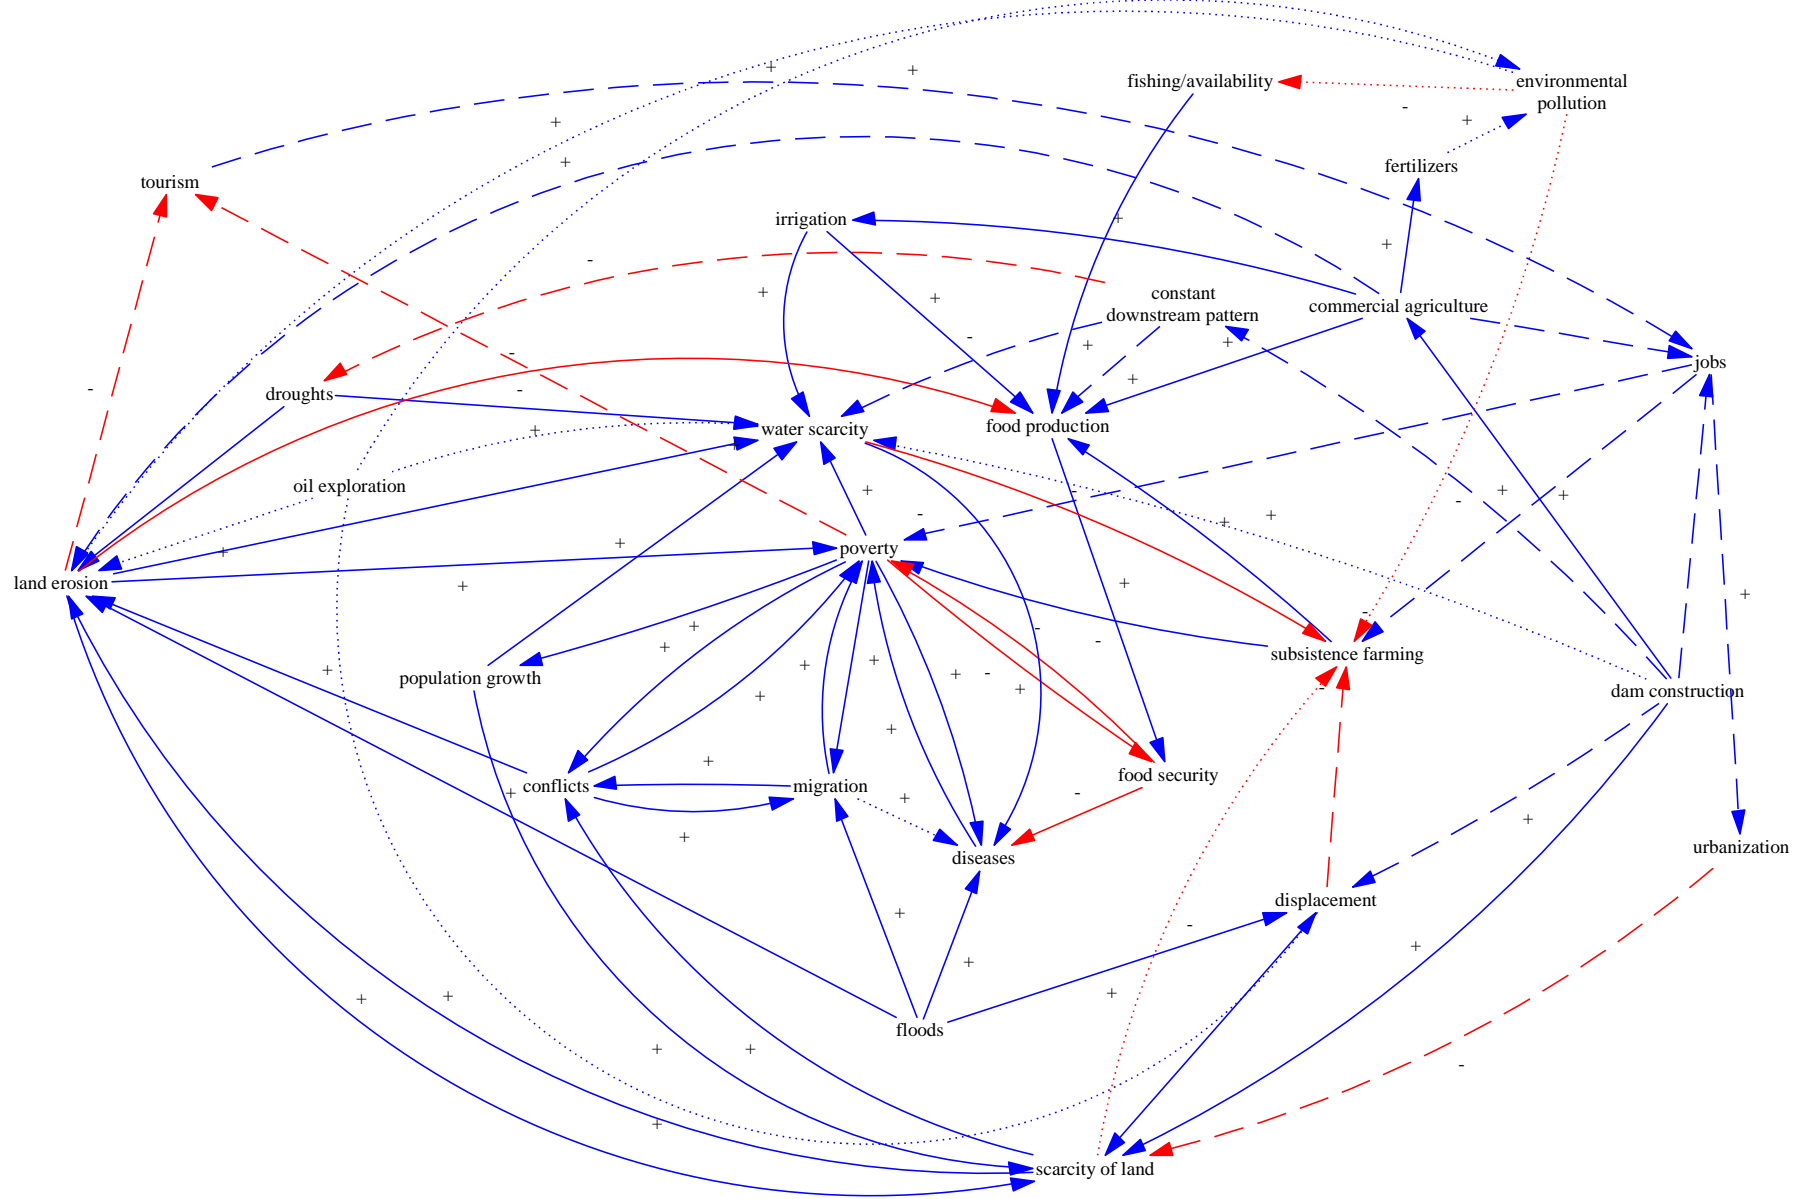 fishing/availability
environmental
pollution
fertilizers
tourism
irrigation
constant
downstream pattern
commercial agriculture
jobs
droughts
water scarcity
food production
oil exploration
poverty
land erosion
subsistence farming
population growth
dam construction
conflicts
migration
food security
diseases
urbanization
displacement
floods
scarcity of land
+
+
-
+
+
+
+
+
-
+
+
-
+
+
-
-
+
-
+
-
+
+
-
+
-
-
+
+
+
+
+
+
-
+
+
-
-
+
+
+
+
+
-
+
-
+
+
+
+
+
-
+
+
+
-
+
+
+
+
+
+
+
-
+